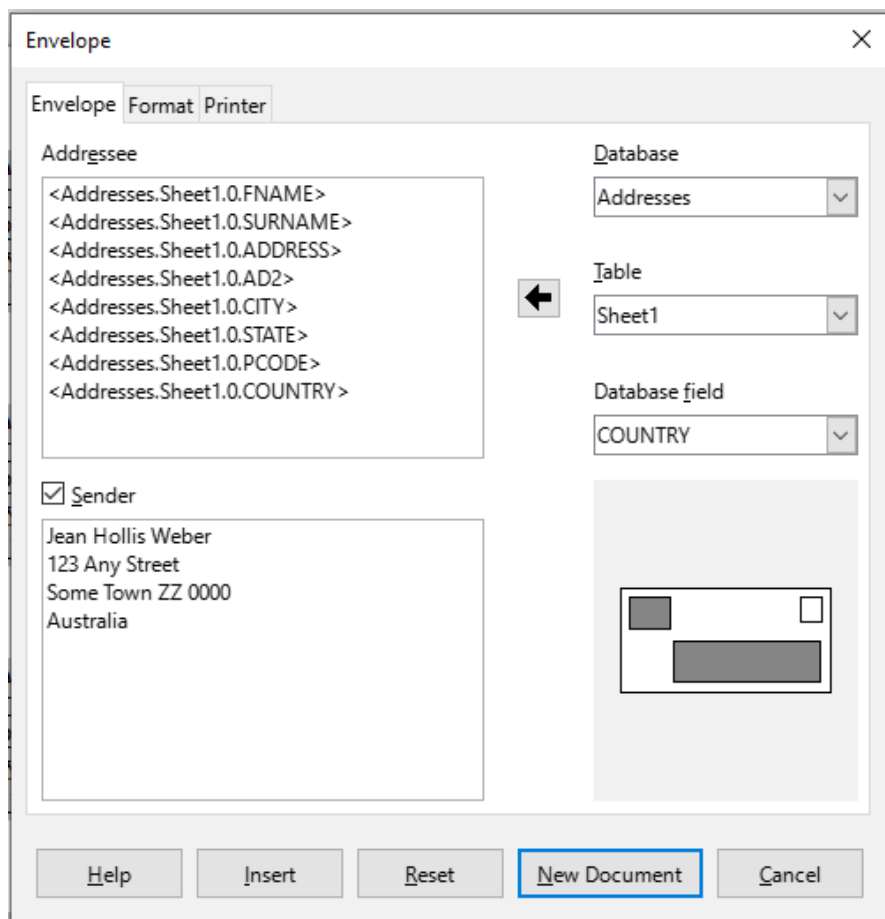 Envelope
Envelope Format Printer
Addressee
<Addresses.Sheet1.0.FNAME>
<Addresses.Sheet1.0.SURNAME>
<Addresses.Sheet1.0.ADDRESS>
<Addresses.Sheet1.0.AD2>
<Addresses.Sheet1.0.CITY>
<Addresses.Sheet1.0.STATE>
<Addresses.Sheet1.0.PCODE>
<Addresses.Sheet1.0.COUNTRY>
Database
Addresses
Table
Sheet1
Database field
COUNTRY
Sender
Jean Hollis Weber
123 Any Street
Some Town ZZ 0000
Australia
Help Insert Reset New Document Cancel